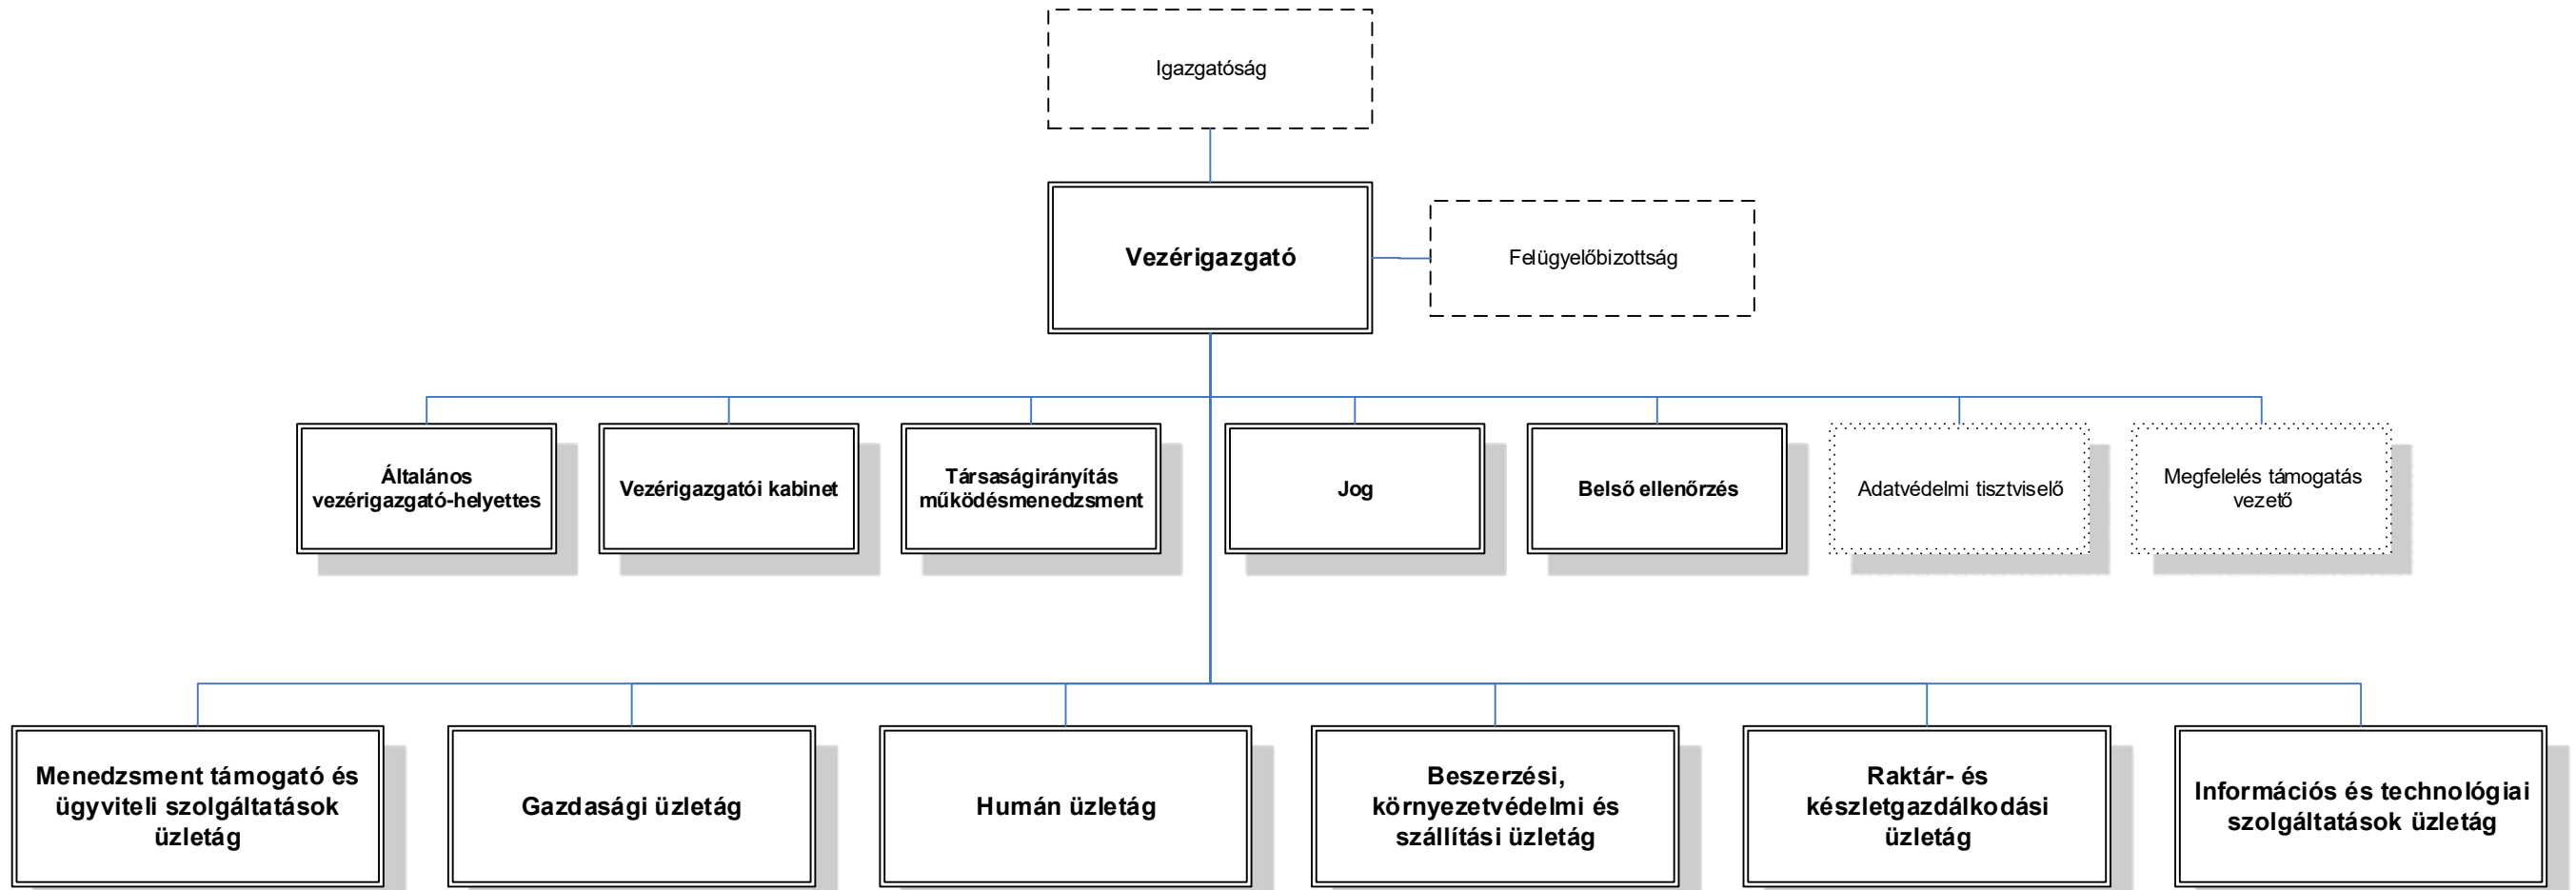 Igazgatóság
Vezérigazgató
Felügyelőbizottság
Általános
vezérigazgató-helyettes
Vezérigazgatói kabinet
Társaságirányítás
működésmenedzsment
Jog
Belső ellenőrzés
Adatvédelmi tisztviselő
Megfelelés támogatás
vezető
Menedzsment támogató és
ügyviteli szolgáltatások
üzletág
Gazdasági üzletág
Humán üzletág
Beszerzési,
környezetvédelmi és
szállítási üzletág
Raktár- és
készletgazdálkodási
üzletág
Információs és technológiai
szolgáltatások üzletág